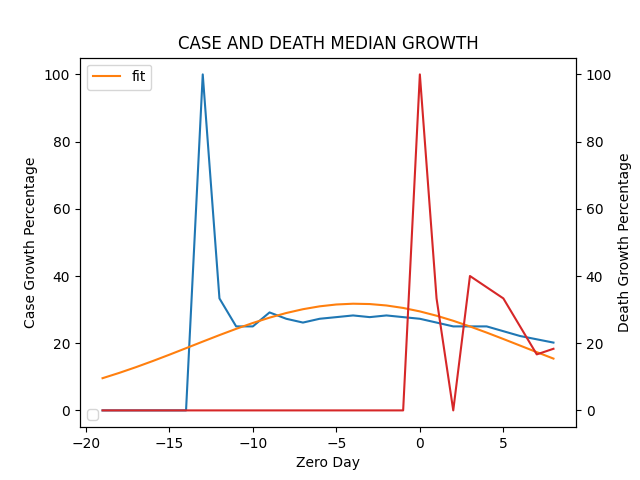 CASE AND DEATH MEDIAN GROWTH
fit
100
80
60
40
20
0
Case Growth Percentage
100
80
60
40
20
0
Death Growth Percentage
−20 −15 −10 −5 0 5
Zero Day